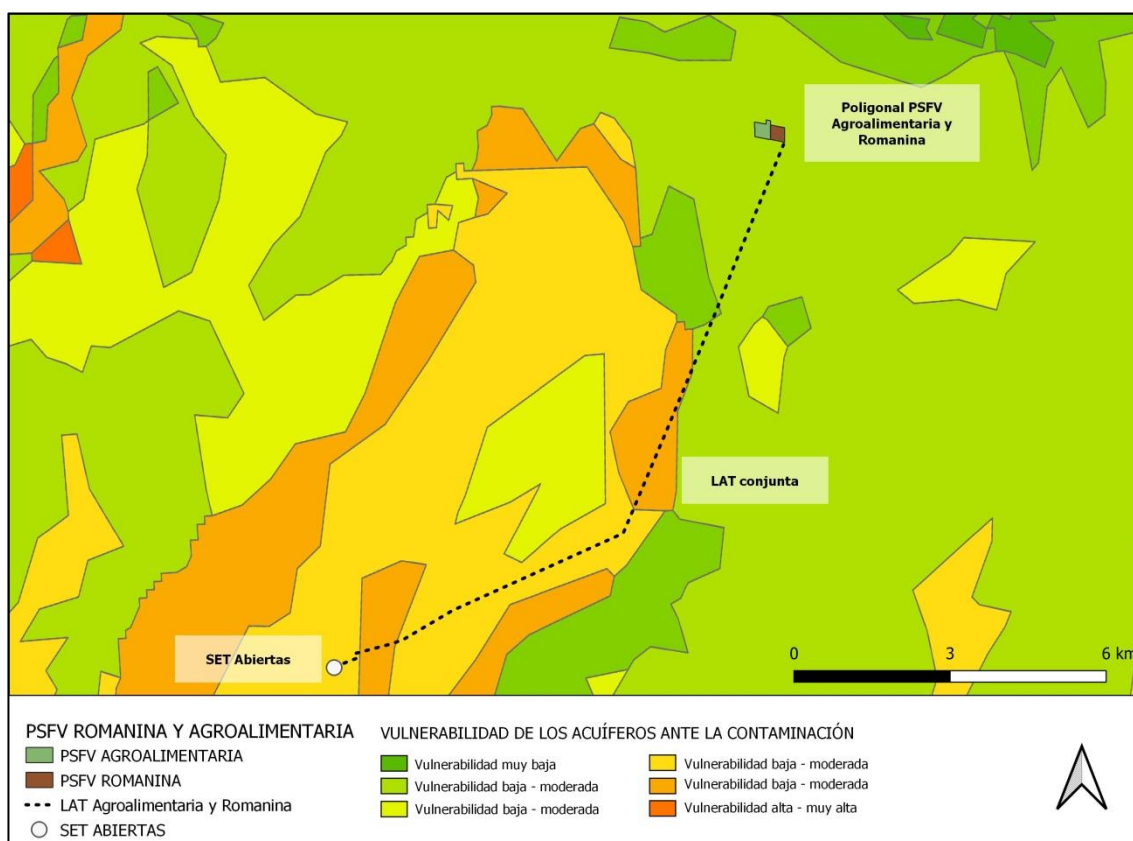 Poligonal PSFV
Agroalimentaria y
Romanina
LAT conjunta
SET Abiertas
0 3 6 km
PSFV ROMANINA Y AGROALIMENTARIA
PSFV AGROALIMENTARIA
PSFV ROMANINA
LAT Agroalimentaria y Romanina
SET ABIERTAS
VULNERABILIDAD DE LOS ACUÍFEROS ANTE LA CONTAMINACIÓN
Vulnerabilidad muy baja
Vulnerabilidad baja - moderada
Vulnerabilidad baja - moderada
Vulnerabilidad baja - moderada
Vulnerabilidad baja - moderada
Vulnerabilidad alta - muy alta